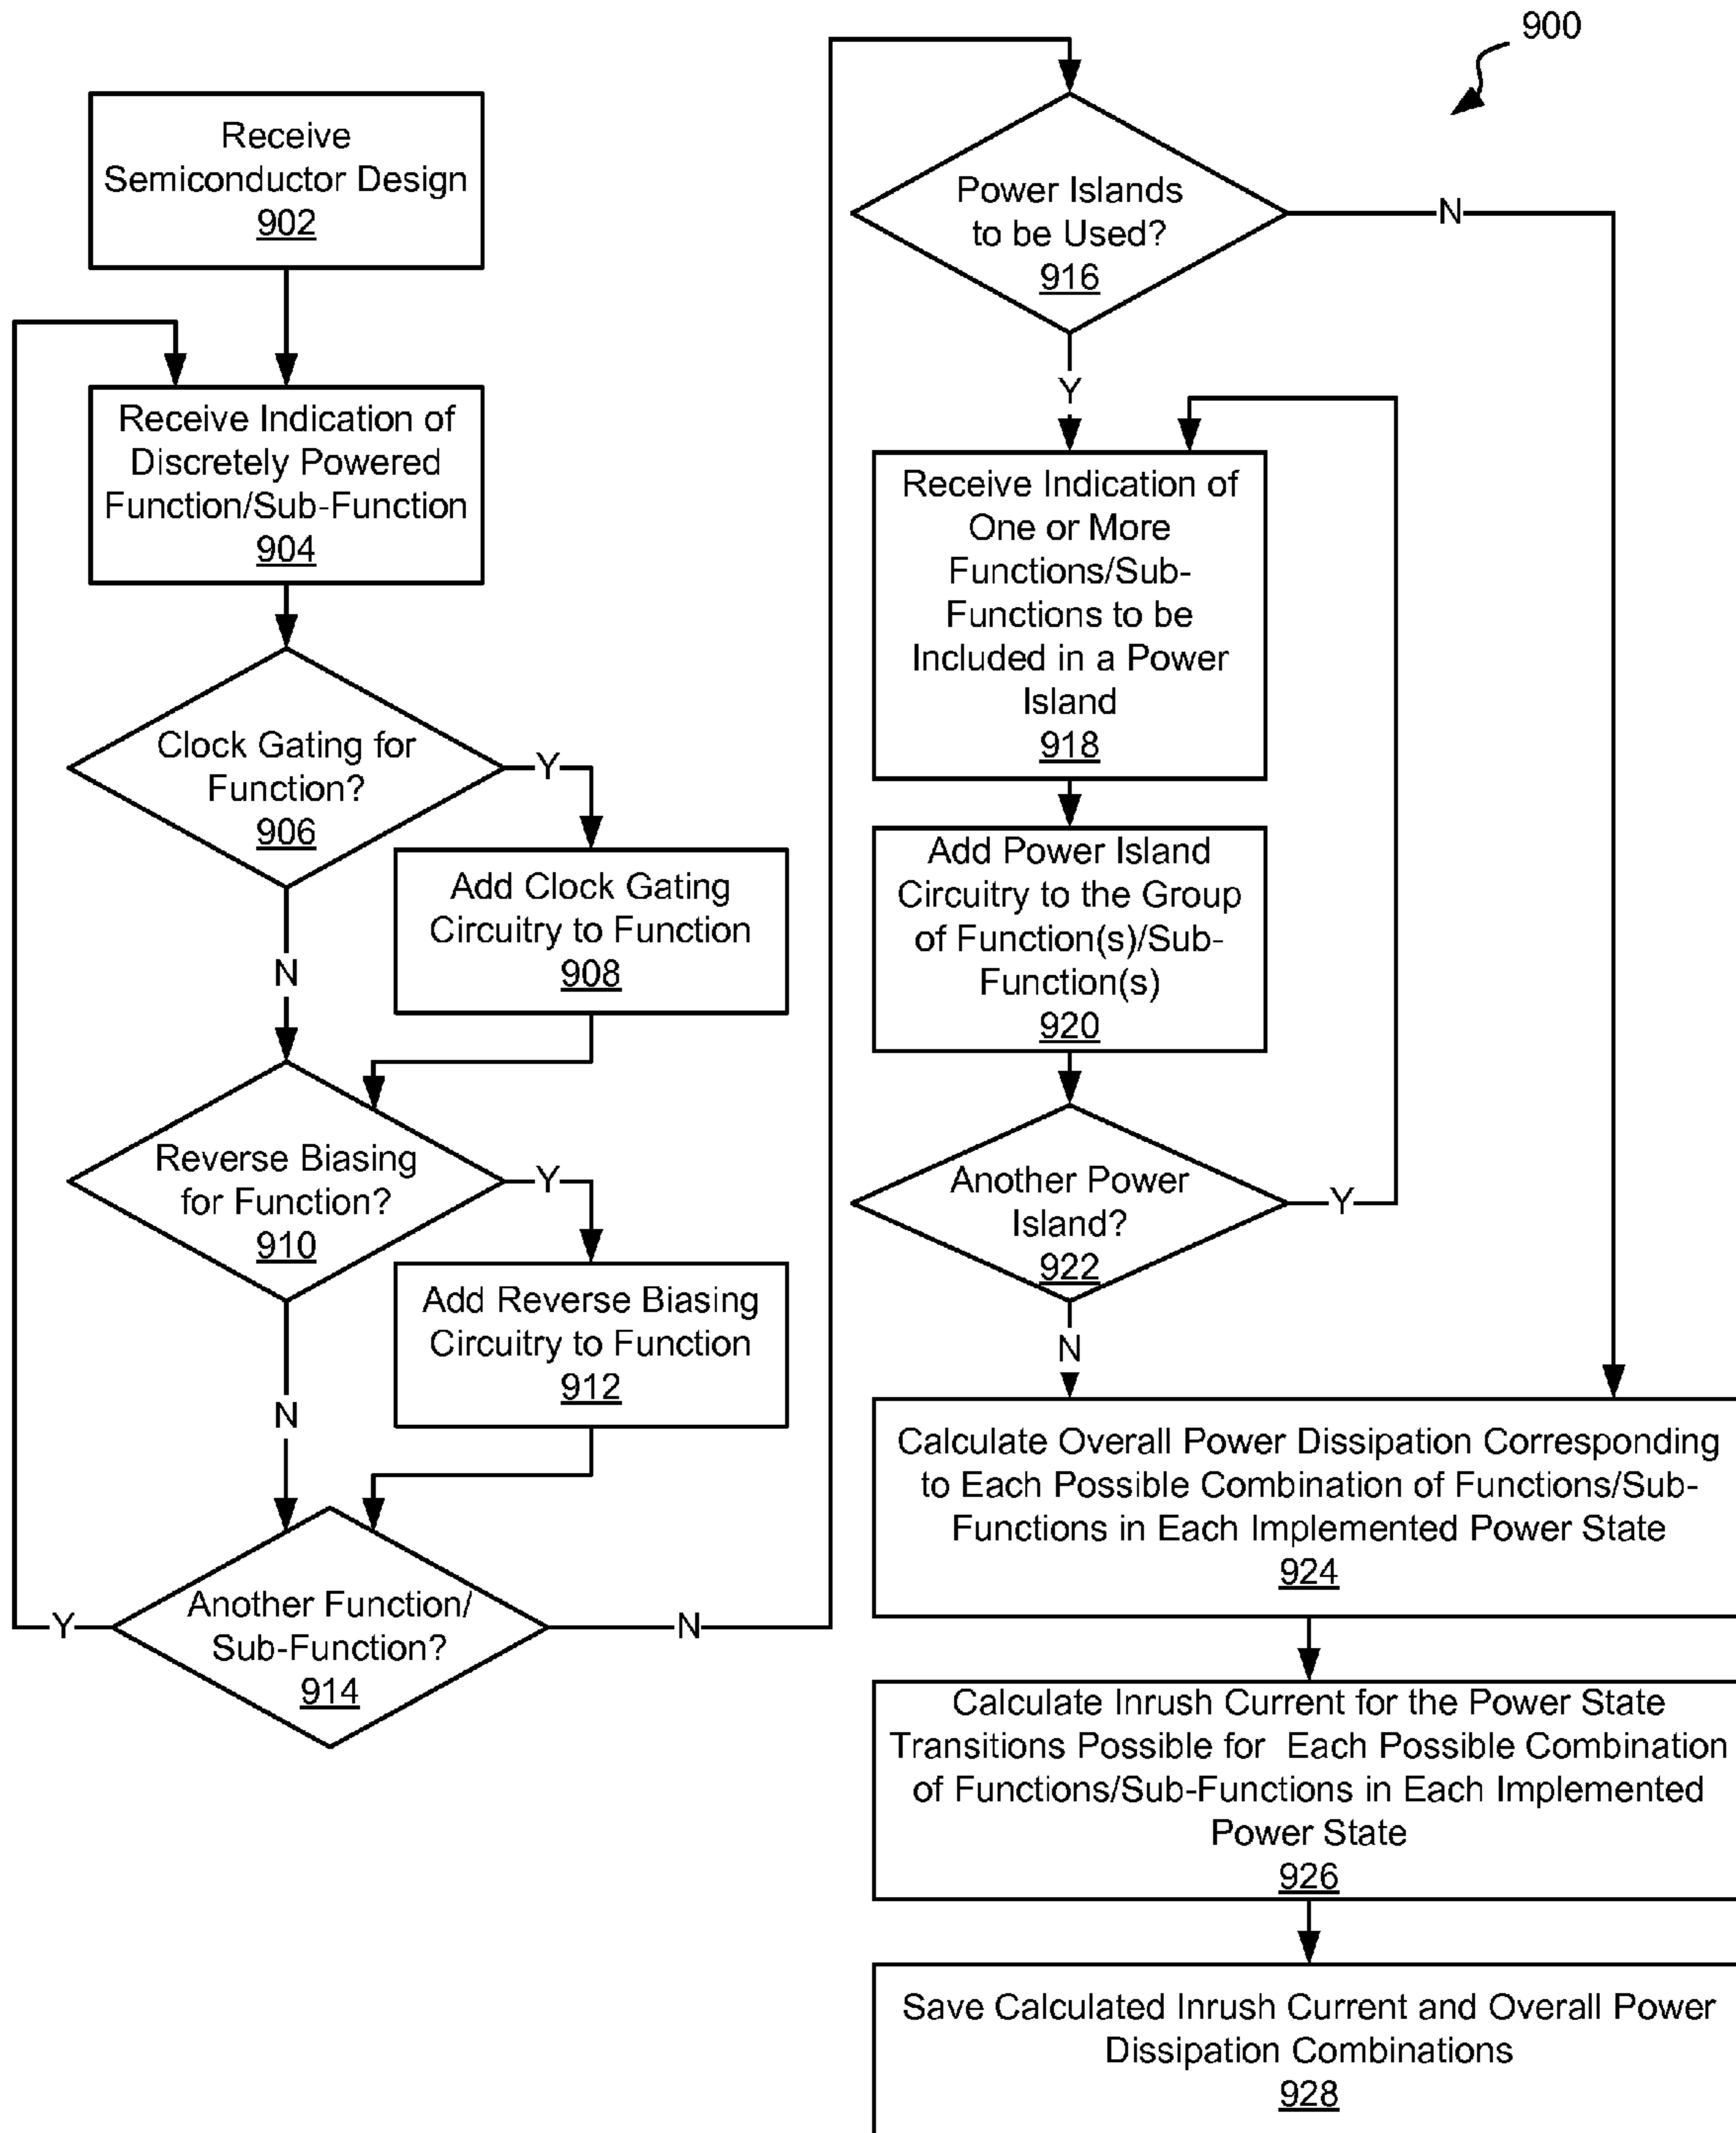 900
Receive
Semiconductor Design
902
Receive Indication of
Discretely Powered
Function/Sub-Function
904
Clock Gating for
Function?
906
Y
N
Add Clock Gating
Circuitry to Function
908
Reverse Biasing
for Function?
910
Y
N
Add Reverse Biasing
Circuitry to Function
912
Another Function/
Sub-Function?
914
Y
N
Power Islands
to be Used?
916
N
Y
Receive Indication of
One or More
Functions/Sub-
Functions to be
Included in a Power
Island
918
Add Power Island
Circuitry to the Group
of Function(s)/Sub-
Function(s)
920
Another Power
Island?
922
Y
N
Calculate Overall Power Dissipation Corresponding
to Each Possible Combination of Functions/Sub-
Functions in Each Implemented Power State
924
Calculate Inrush Current for the Power State
Transitions Possible for Each Possible Combination
of Functions/Sub-Functions in Each Implemented
Power State
926
Save Calculated Inrush Current and Overall Power
Dissipation Combinations
928